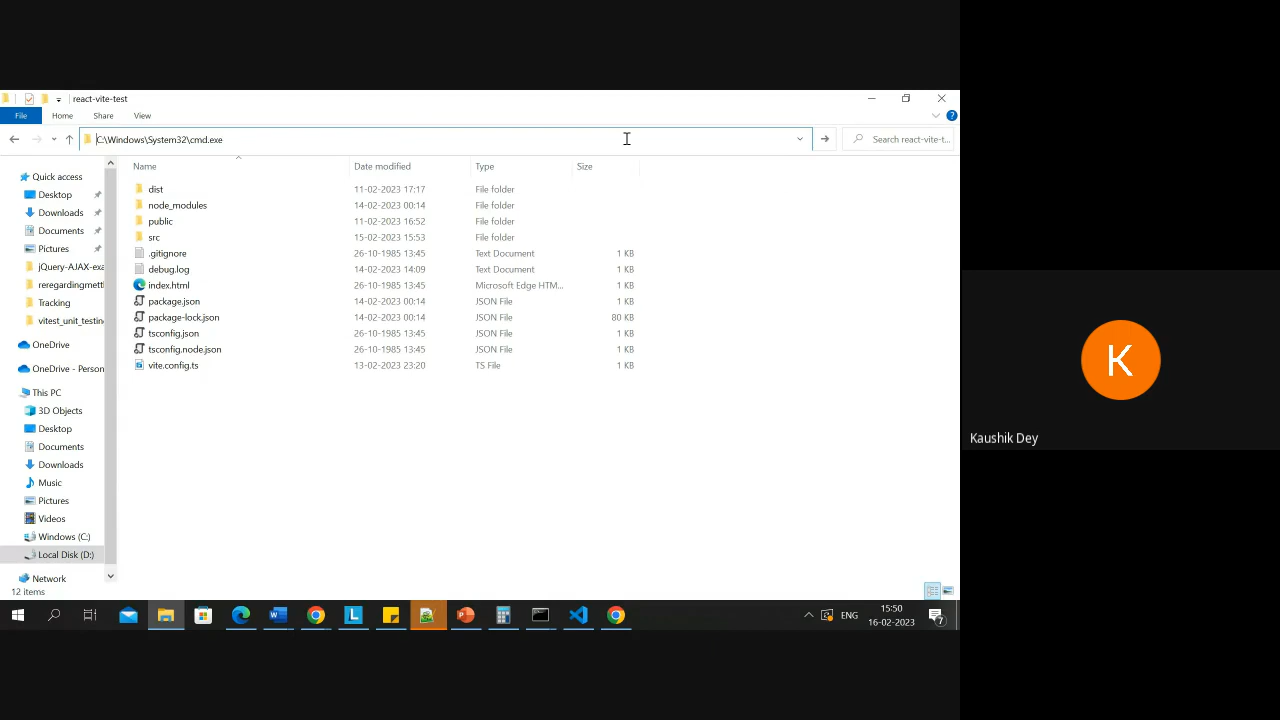 react-vite-test
File Home Share View
C:\Windows\System32\cmd.exe
Search react-vite-t...
Name Date modified Type Size
Quick access
Desktop
Downloads
Documents
Pictures
jQuery-AJAX-exa
reregardingmettl
Tracking
vitest_unit_testin
OneDrive
OneDrive - Person
This PC
3D Objects
Desktop
Documents
Downloads
Music
Pictures
Videos
Windows (C:)
Local Disk (D:)
Network
dist 11-02-2023 17:17 File folder
node_modules 14-02-2023 00:14 File folder
public 11-02-2023 16:52 File folder
src 15-02-2023 15:53 File folder
.gitignore 26-10-1985 13:45 Text Document 1 KB
debug.log 14-02-2023 14:09 Text Document 1 KB
index.html 26-10-1985 13:45 Microsoft Edge HTM... 1 KB
package.json 14-02-2023 00:14 JSON File 1 KB
package-lock.json 14-02-2023 00:14 JSON File 80 KB
tsconfig.json 26-10-1985 13:45 JSON File 1 KB
tsconfig.node.json 26-10-1985 13:45 JSON File 1 KB
vite.config.ts 13-02-2023 23:20 TS File 1 KB
12 items
ENG
15:50
16-02-2023
7
K
Kaushik Dey